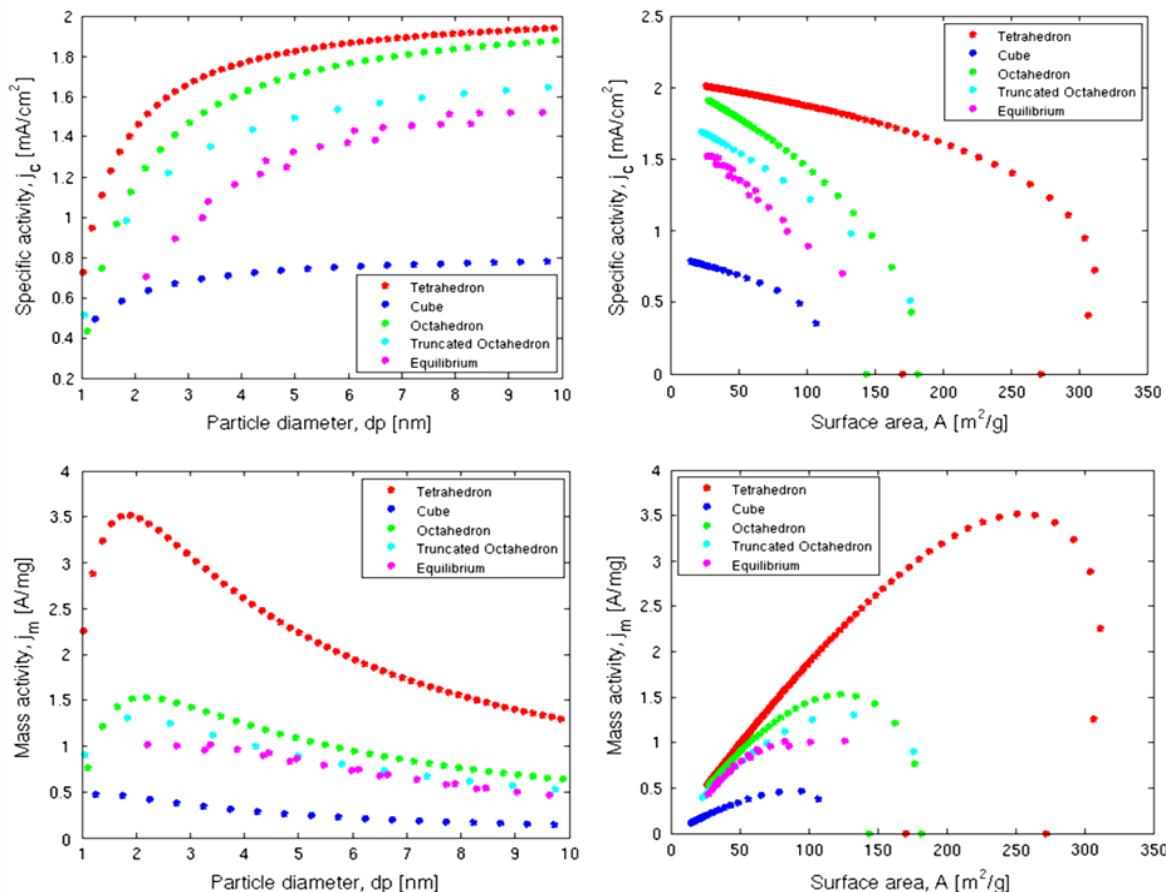 2
1.8
1.6
1.4
1.2
1
0.8
0.6
0.4
0.2
Specific activity, j_c [mA/cm²]
Tetrahedron
Cube
Octahedron
Truncated Octahedron
Equilibrium
1 2 3 4 5 6 7 8 9 10
Particle diameter, dp [nm]
2.5
2
1.5
1
0.5
0
Specific activity, j_c [mA/cm²]
Tetrahedron
Cube
Octahedron
Truncated Octahedron
Equilibrium
0 50 100 150 200 250 300 350
Surface area, A [m²/g]
4
3.5
3
2.5
2
1.5
1
0.5
0
Mass activity, j_m [A/mg]
Tetrahedron
Cube
Octahedron
Truncated Octahedron
Equilibrium
1 2 3 4 5 6 7 8 9 10
Particle diameter, dp [nm]
4
3.5
3
2.5
2
1.5
1
0.5
0
Mass activity, j_m [A/mg]
Tetrahedron
Cube
Octahedron
Truncated Octahedron
Equilibrium
0 50 100 150 200 250 300 350
Surface area, A [m²/g]